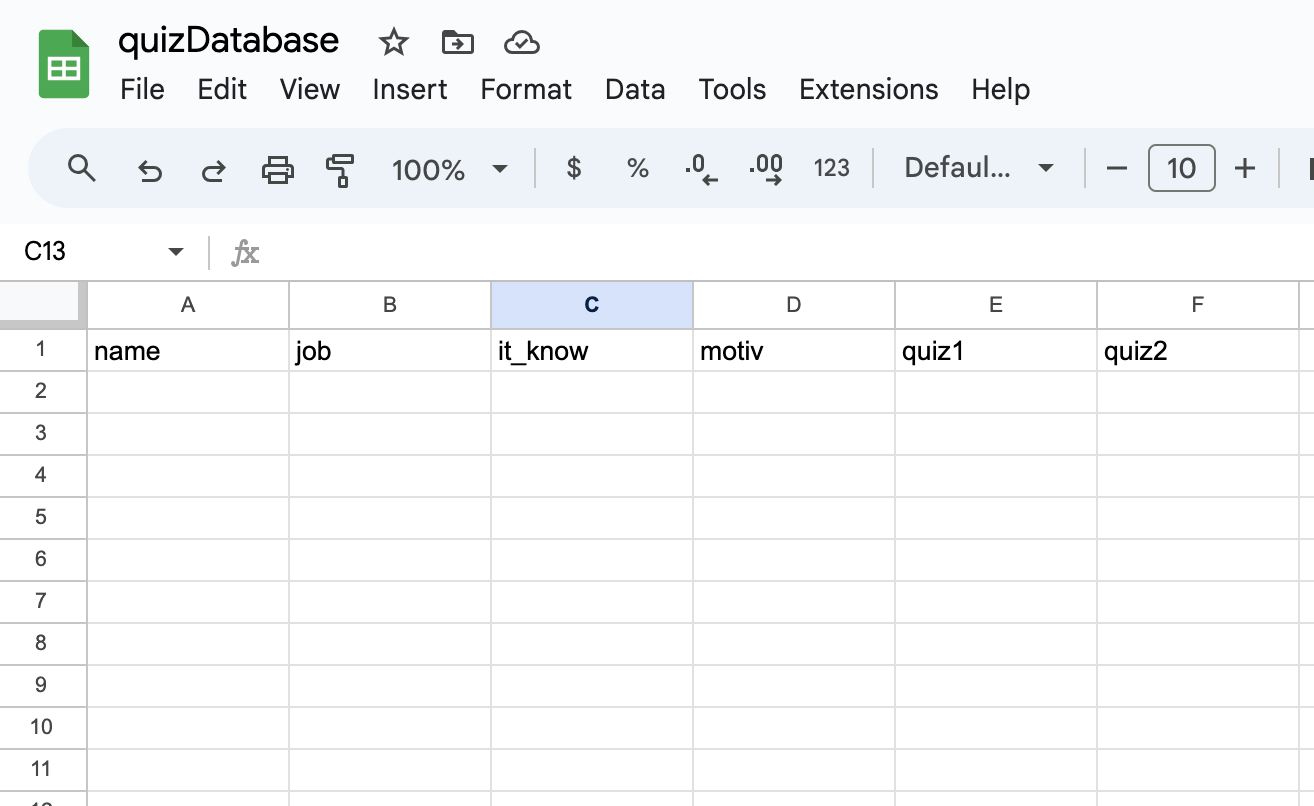 quizDatabase
File Edit View Insert Format Data Tools Extensions Help
100% $ % .0 .00 123 Defaul... − 10 +
C13 fx
A B C D E F
1 name job it_know motiv quiz1 quiz2
2
3
4
5
6
7
8
9
10
11